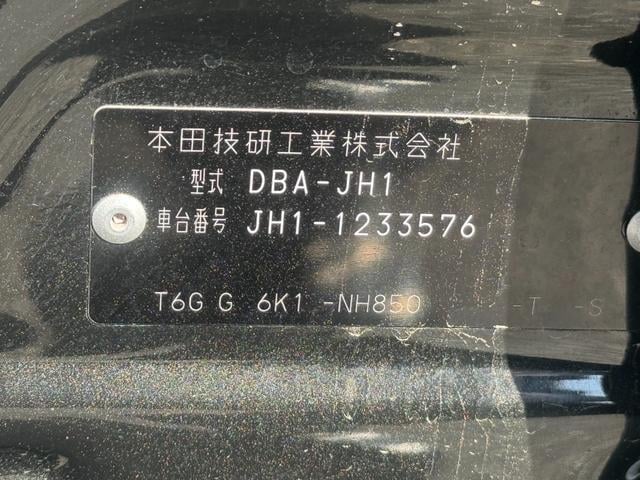 本田技研工業株式会社
型式 DBA-JH1
車台番号 JH1-1233576
T6G G 6K1 -NH850 -T -S